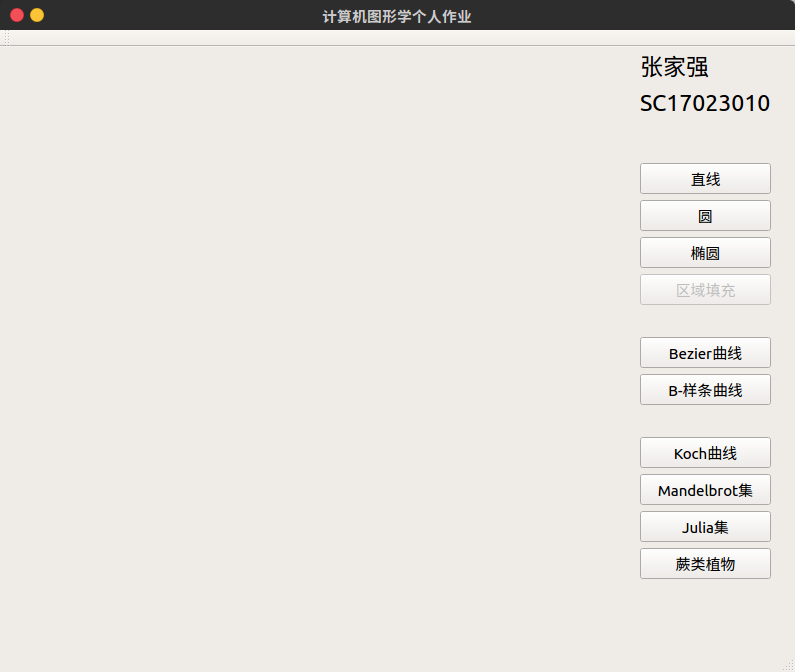 计算机图形学个人作业
张家强
SC17023010
直线
圆
椭圆
区域填充
Bezier曲线
B-样条曲线
Koch曲线
Mandelbrot集
Julia集
蕨类植物